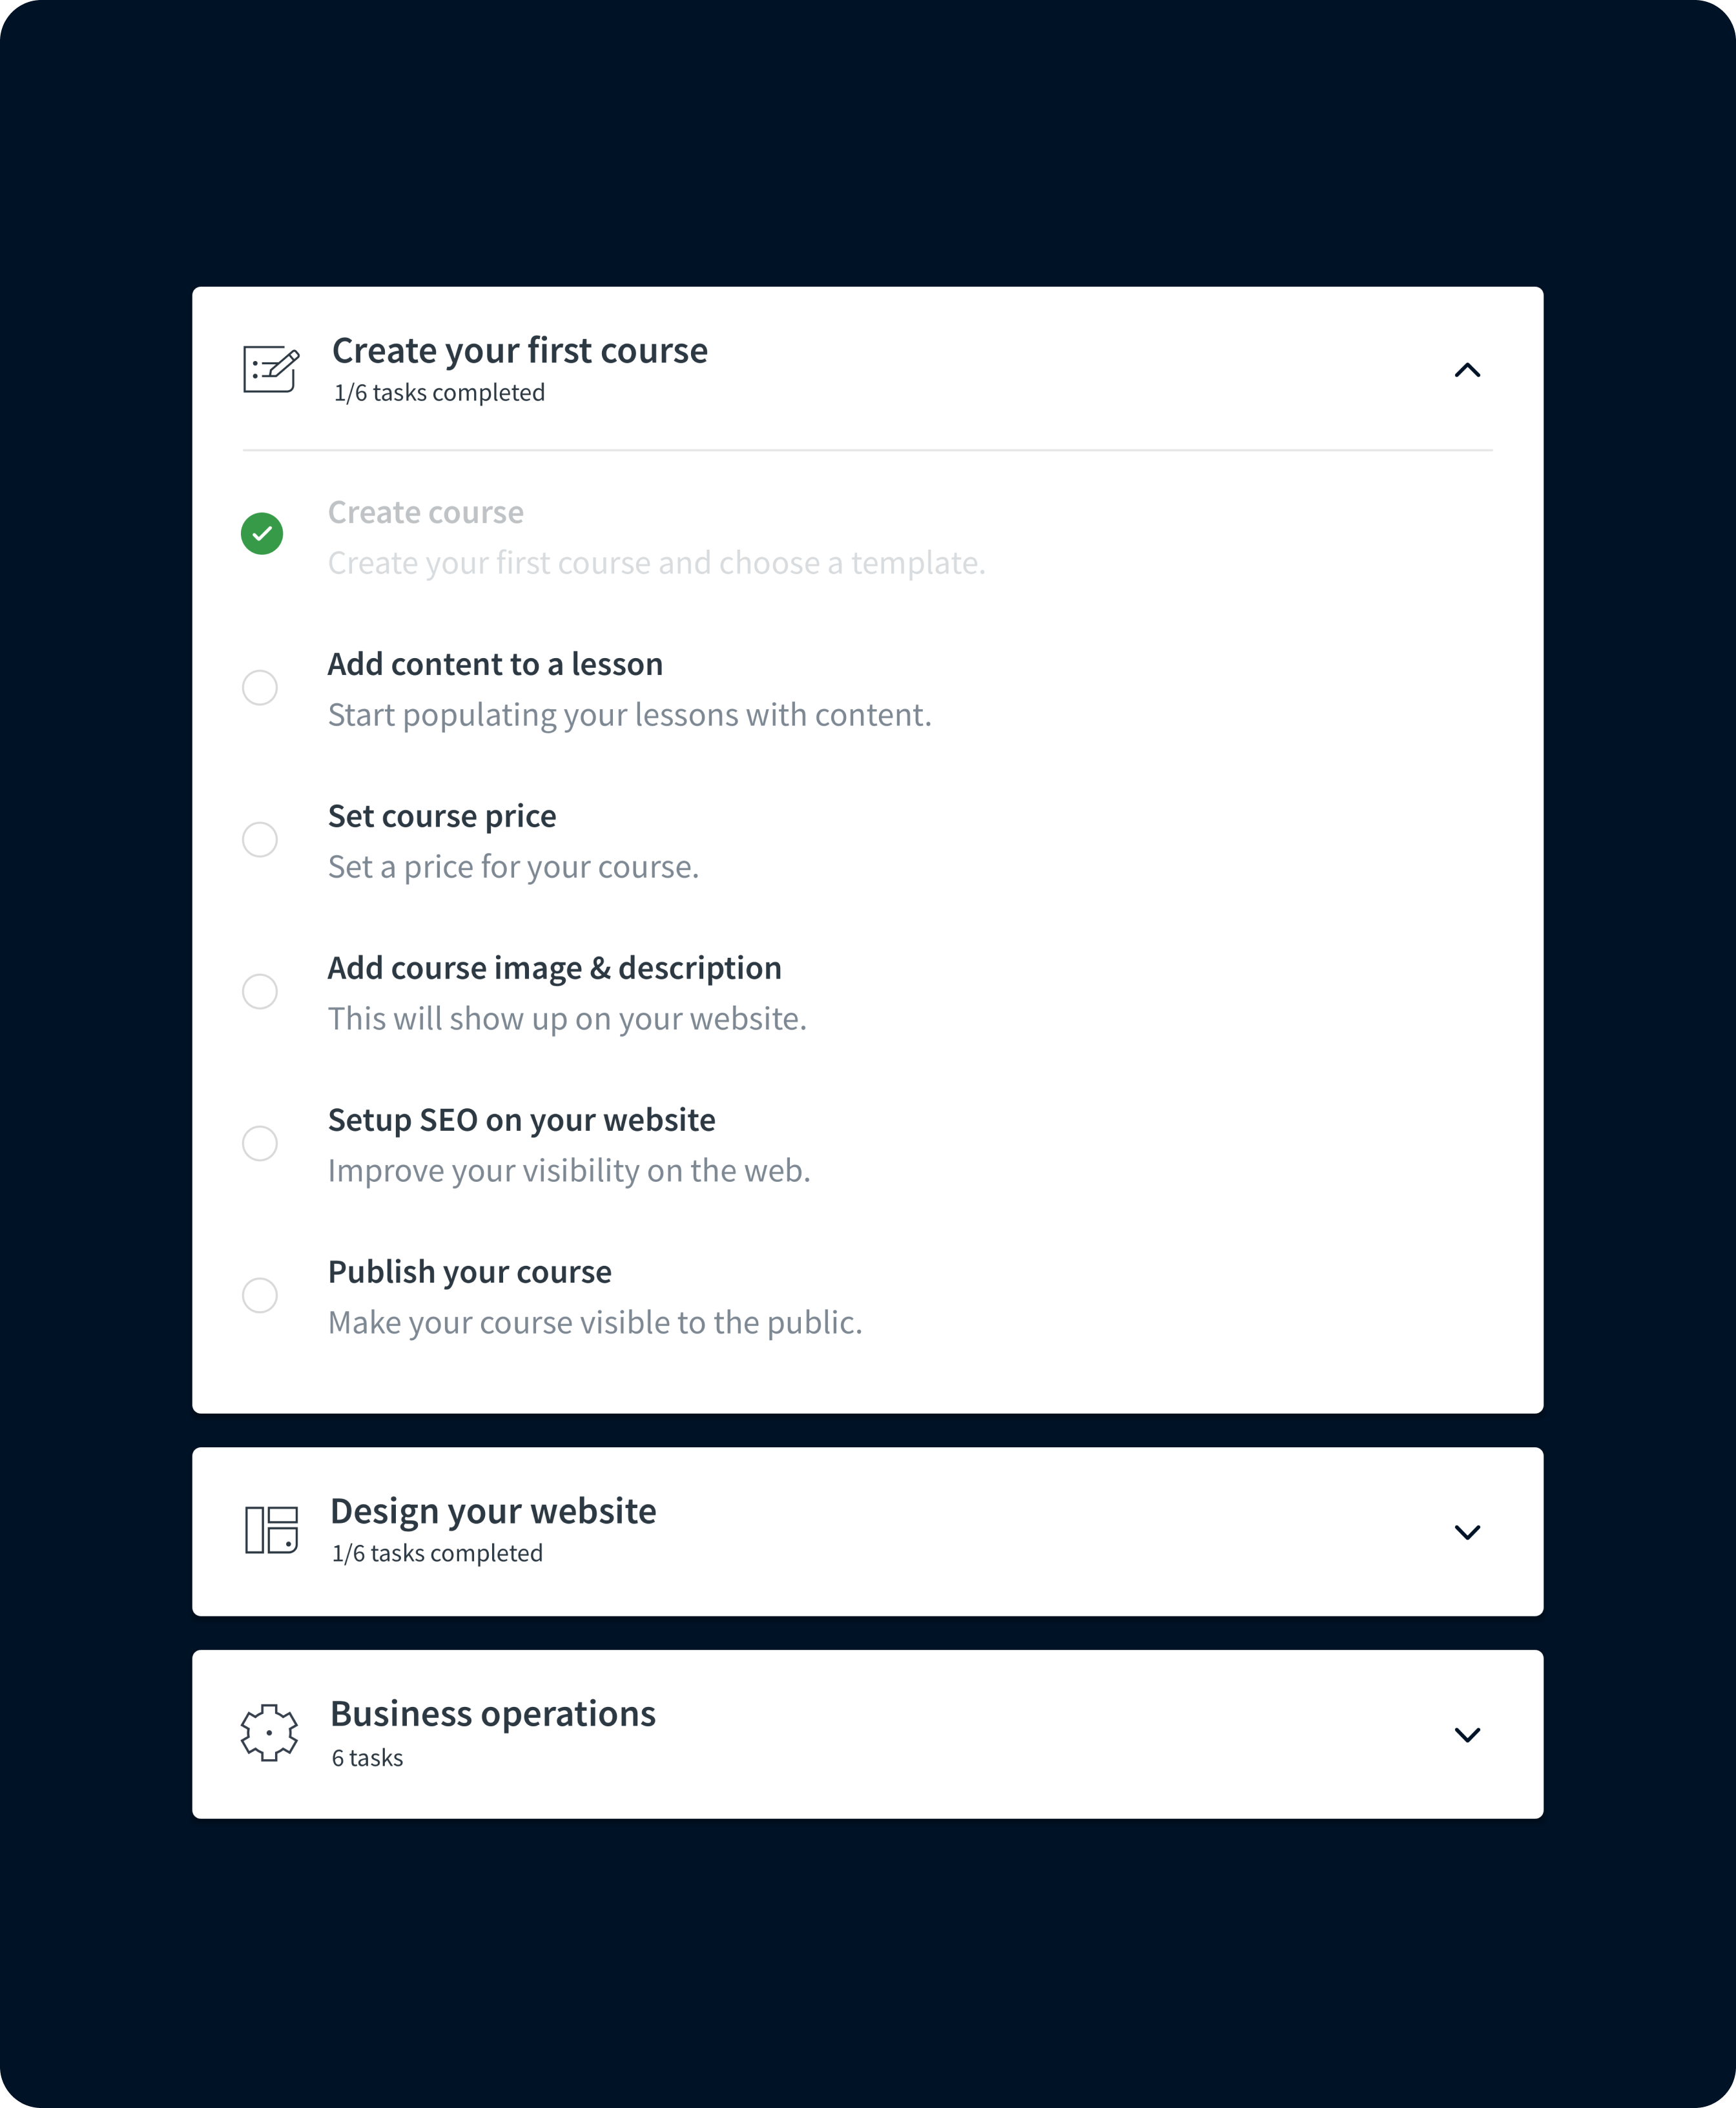 Create your first course
1/6 tasks completed
Create course
Create your first course and choose a template.
Add content to a lesson
Start populating your lessons with content.
Set course price
Set a price for your course.
Add course image & description
This will show up on your website.
Setup SEO on your website
Improve your visibility on the web.
Publish your course
Make your course visible to the public.
Design your website
1/6 tasks completed
Business operations
6 tasks